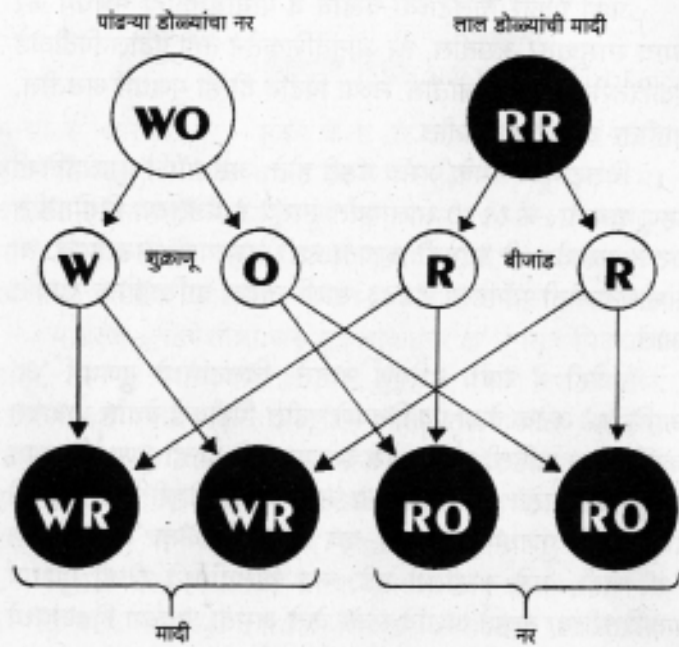 पांढऱ्या डोळ्यांचा नर
लाल डोळ्यांची मादी
WO
RR
W
शुक्राणू
O
R
बीजांड
R
WR
WR
RO
RO
मादी
नर